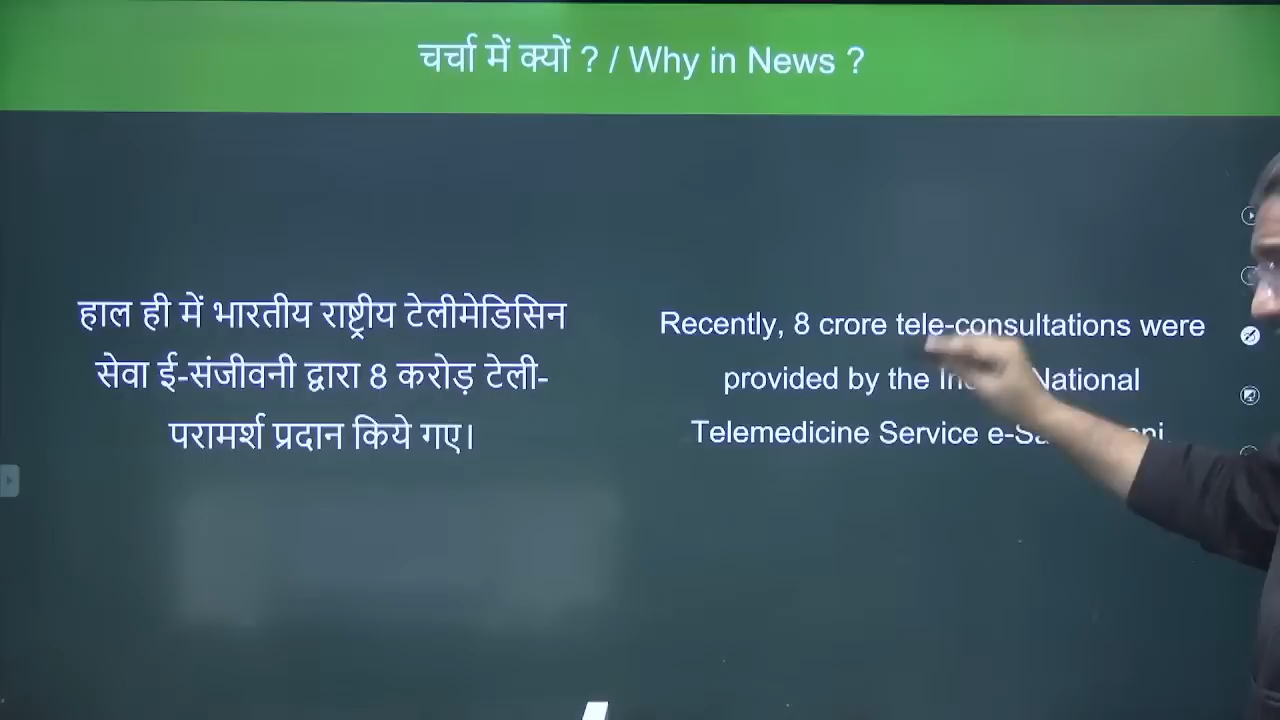 चर्चा में क्यों ? / Why in News ?
हाल ही में भारतीय राष्ट्रीय टेलीमेडिसिन
सेवा ई-संजीवनी द्वारा 8 करोड़ टेली-
परामर्श प्रदान किये गए।
Recently, 8 crore tele-consultations were
provided by the National
Telemedicine Service